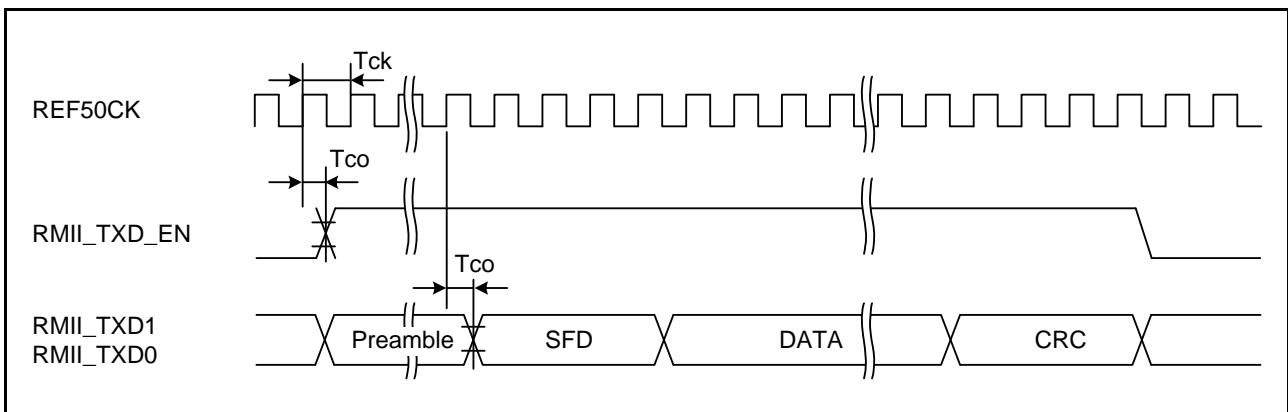 Tck
REF50CK
Tco
RMII_TXD_EN
Tco
RMII_TXD1
RMII_TXD0
Preamble
SFD
DATA
CRC